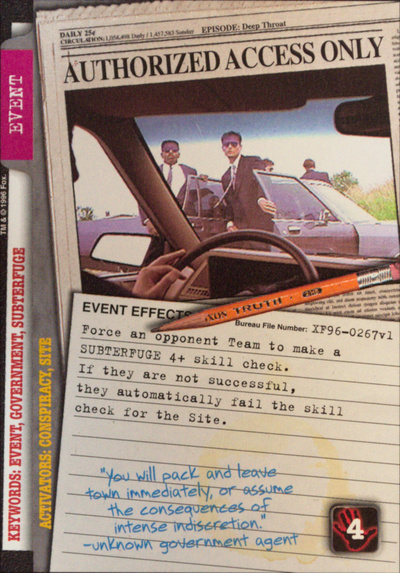 DAILY 25¢
EPISODE: Deep Throat
CIRCULATION: 1,058,498 Daily / 1,457,583 Sunday
AUTHORIZED ACCESS ONLY
EVENT
TM & © 1996 Fox.
KEYWORDS: EVENT, GOVERNMENT, SUBTERFUGE
ACTIVATORS: CONSPIRACY, SITE
TRUTH
EVENT EFFECTS
Bureau File Number: XF96-0267v1
Force an opponent Team to make a
SUBTERFUGE 4+ skill check.
If they are not successful,
they automatically fail the skill
check for the Site.
"You will pack and leave
town immediately, or assume
the consequences of
intense indiscretion."
-unknown government agent
4